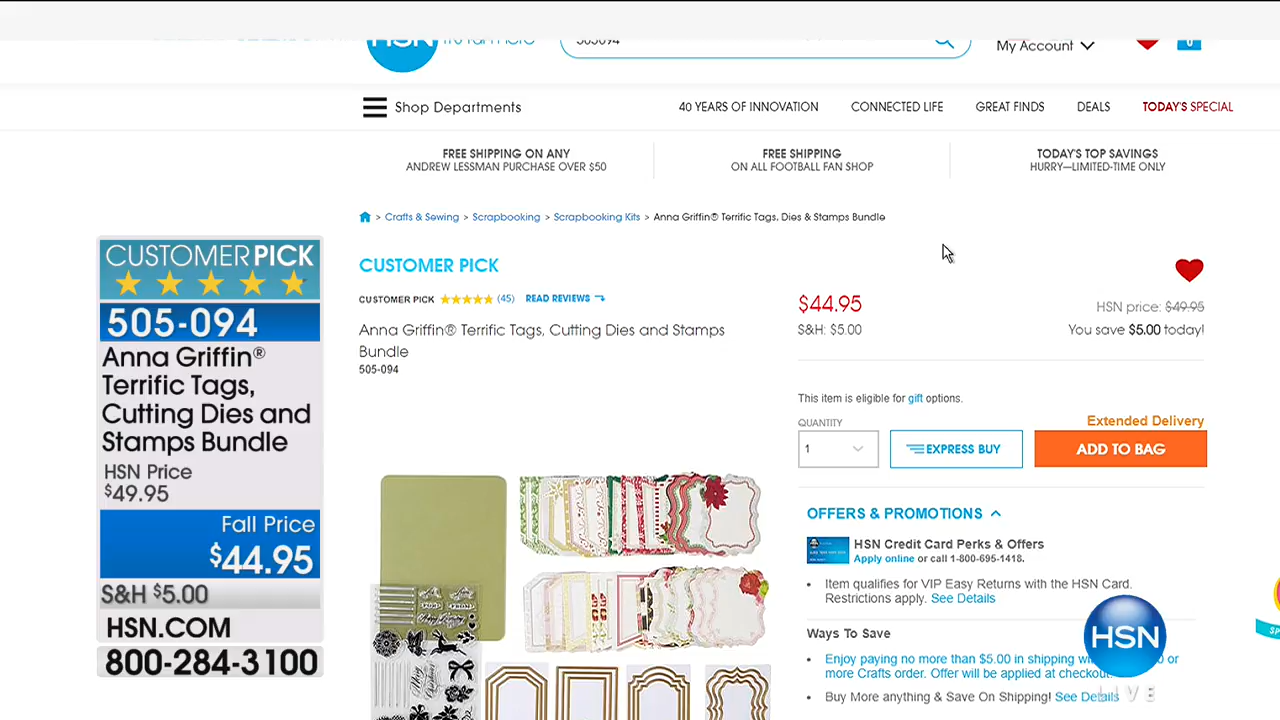 HSN
505094
My Account
0
Shop Departments
40 YEARS OF INNOVATION
CONNECTED LIFE
GREAT FINDS
DEALS
TODAY'S SPECIAL
FREE SHIPPING ON ANY
ANDREW LESSMAN PURCHASE OVER $50
FREE SHIPPING
ON ALL FOOTBALL FAN SHOP
TODAY'S TOP SAVINGS
HURRY—LIMITED-TIME ONLY
> Crafts & Sewing > Scrapbooking > Scrapbooking Kits > Anna Griffin® Terrific Tags, Dies & Stamps Bundle
CUSTOMERPICK
505-094
Anna Griffin®
Terrific Tags,
Cutting Dies and
Stamps Bundle
HSN Price
$49.95
Fall Price
$44.95
S&H $5.00
HSN.COM
800-284-3100
CUSTOMER PICK
CUSTOMER PICK (45) READ REVIEWS
Anna Griffin® Terrific Tags, Cutting Dies and Stamps
Bundle
505-094
$44.95
S&H: $5.00
HSN price: $49.95
You save $5.00 today!
This item is eligible for gift options.
QUANTITY
1
EXPRESS BUY
Extended Delivery
ADD TO BAG
OFFERS & PROMOTIONS
HSN Credit Card Perks & Offers
Apply online or call 1-800-695-1418.
• Item qualifies for VIP Easy Returns with the HSN Card.
Restrictions apply. See Details
Ways To Save
• Enjoy paying no more than $5.00 in shipping
more Crafts order. Offer will be applied at checkout.
• Buy More anything & Save On Shipping! See Details
HSN
LIVE